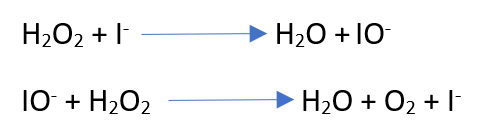 H₂O₂ + I⁻ ⟶ H₂O + IO⁻
IO⁻ + H₂O₂ ⟶ H₂O + O₂ + I⁻